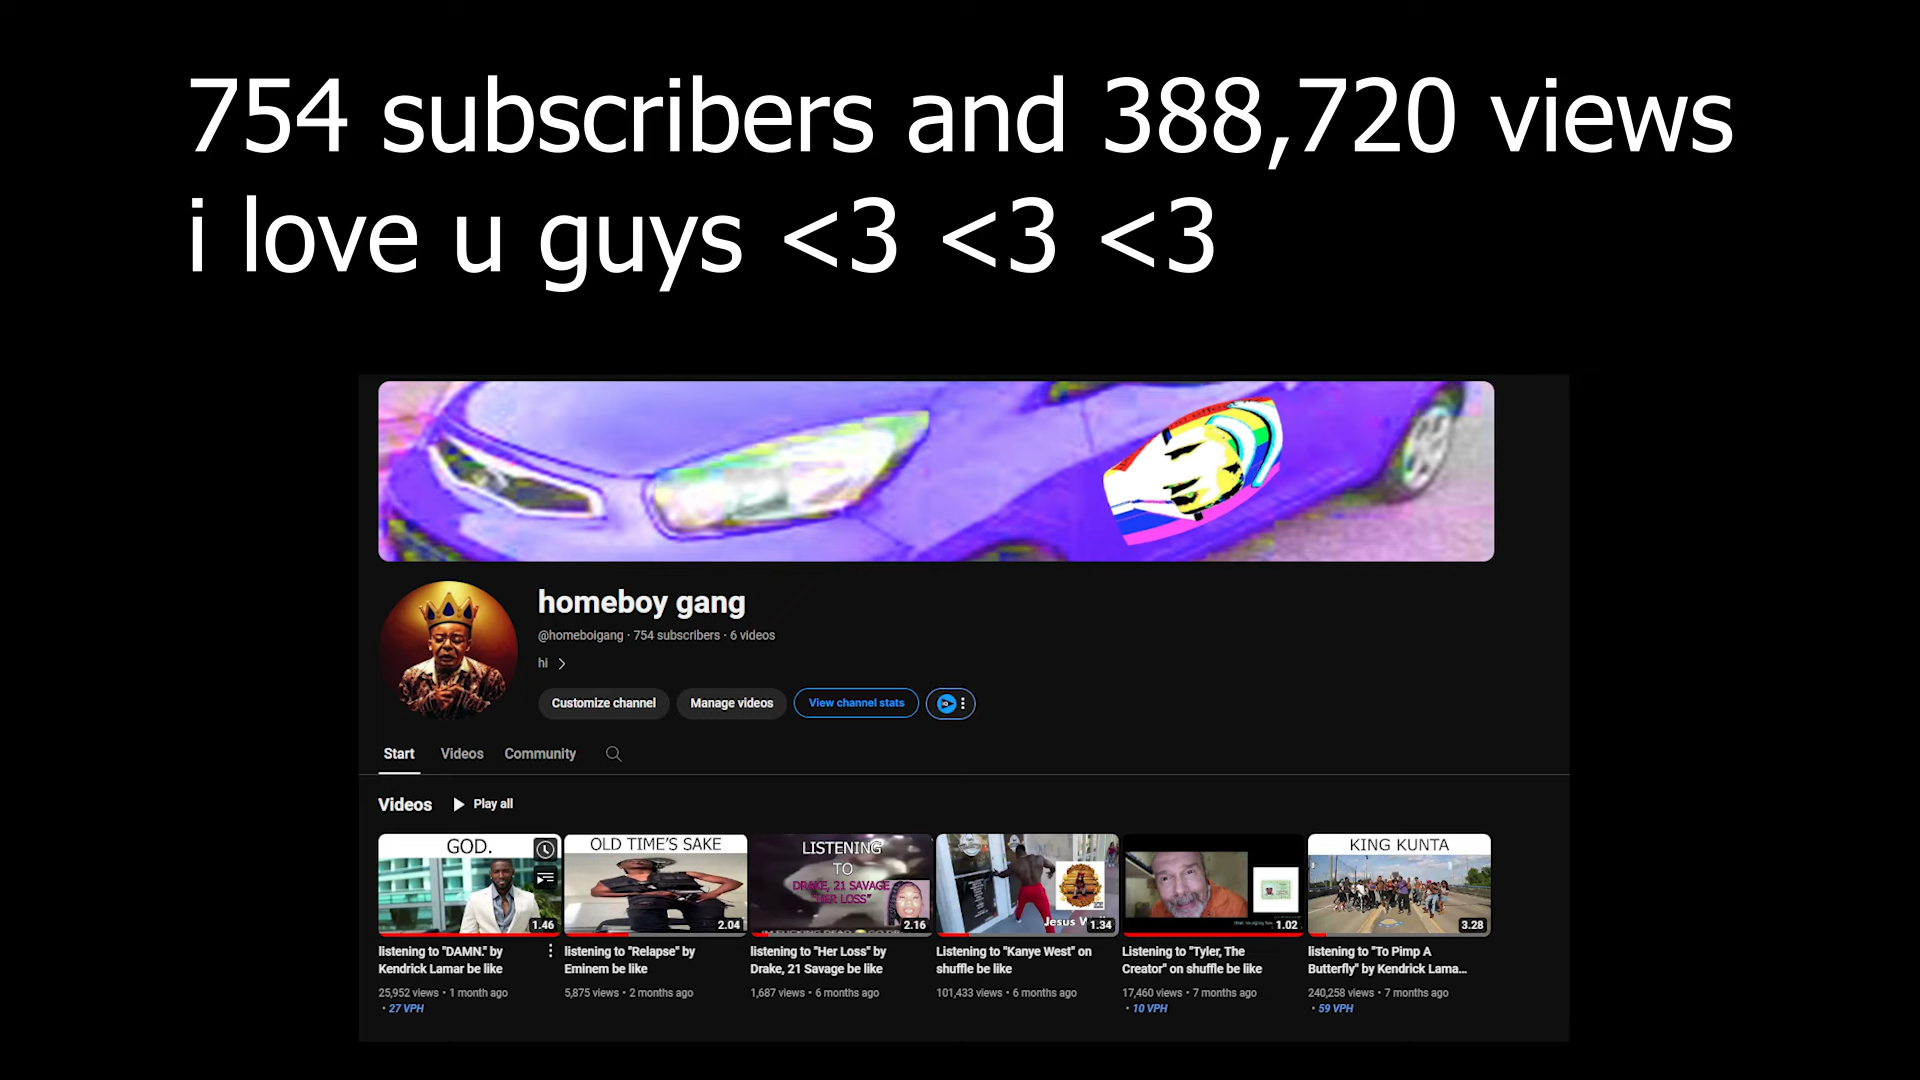 754 subscribers and 388,720 views
i love u guys <3 <3 <3
homeboy gang
@homeboigang · 754 subscribers · 6 videos
hi
Customize channel
Manage videos
View channel stats
Start
Videos
Community
Videos
Play all
GOD.
1.46
listening to "DAMN." by
Kendrick Lamar be like
25,952 views • 1 month ago
• 27 VPH
OLD TIME'S SAKE
2.04
listening to "Relapse" by
Eminem be like
5,875 views • 2 months ago
LISTENING
TO
DRAKE, 21 SAVAGE
"HER LOSS"
2.16
listening to "Her Loss" by
Drake, 21 Savage be like
1,687 views • 6 months ago
Jesus
1.34
Listening to "Kanye West" on
shuffle be like
101,433 views • 6 months ago
1.02
Listening to "Tyler, The
Creator" on shuffle be like
17,460 views • 7 months ago
• 10 VPH
KING KUNTA
3.28
listening to "To Pimp A
Butterfly" by Kendrick Lama...
240,258 views • 7 months ago
• 59 VPH